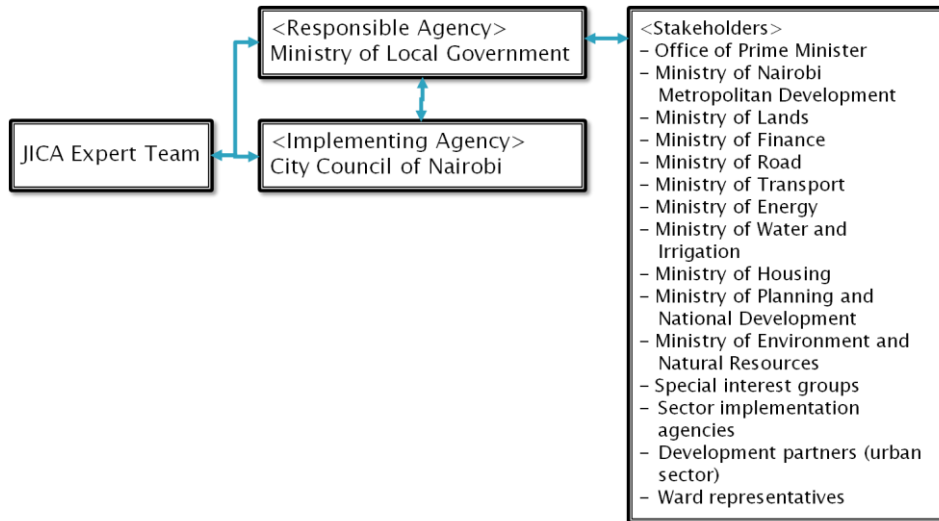 JICA Expert Team
<Responsible Agency>
Ministry of Local Government
<Implementing Agency>
City Council of Nairobi
<Stakeholders>
– Office of Prime Minister
– Ministry of Nairobi
Metropolitan Development
– Ministry of Lands
– Ministry of Finance
– Ministry of Road
– Ministry of Transport
– Ministry of Energy
– Ministry of Water and
Irrigation
– Ministry of Housing
– Ministry of Planning and
National Development
– Ministry of Environment and
Natural Resources
– Special interest groups
– Sector implementation
agencies
– Development partners (urban
sector)
– Ward representatives